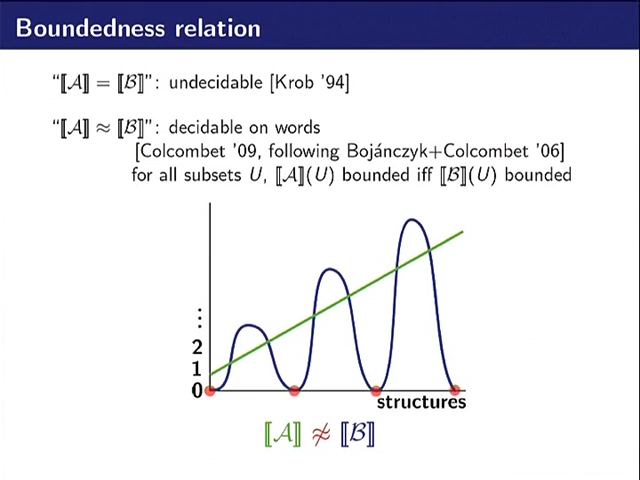 Boundedness relation
“⟦𝒜⟧ = ⟦ℬ⟧”: undecidable [Krob '94]
“⟦𝒜⟧ ≈ ⟦ℬ⟧”: decidable on words
[Colcombet '09, following Bojánczyk+Colcombet '06]
for all subsets U, ⟦𝒜⟧(U) bounded iff ⟦ℬ⟧(U) bounded
⋮
2
1
0
structures
⟦𝒜⟧ ≉ ⟦ℬ⟧